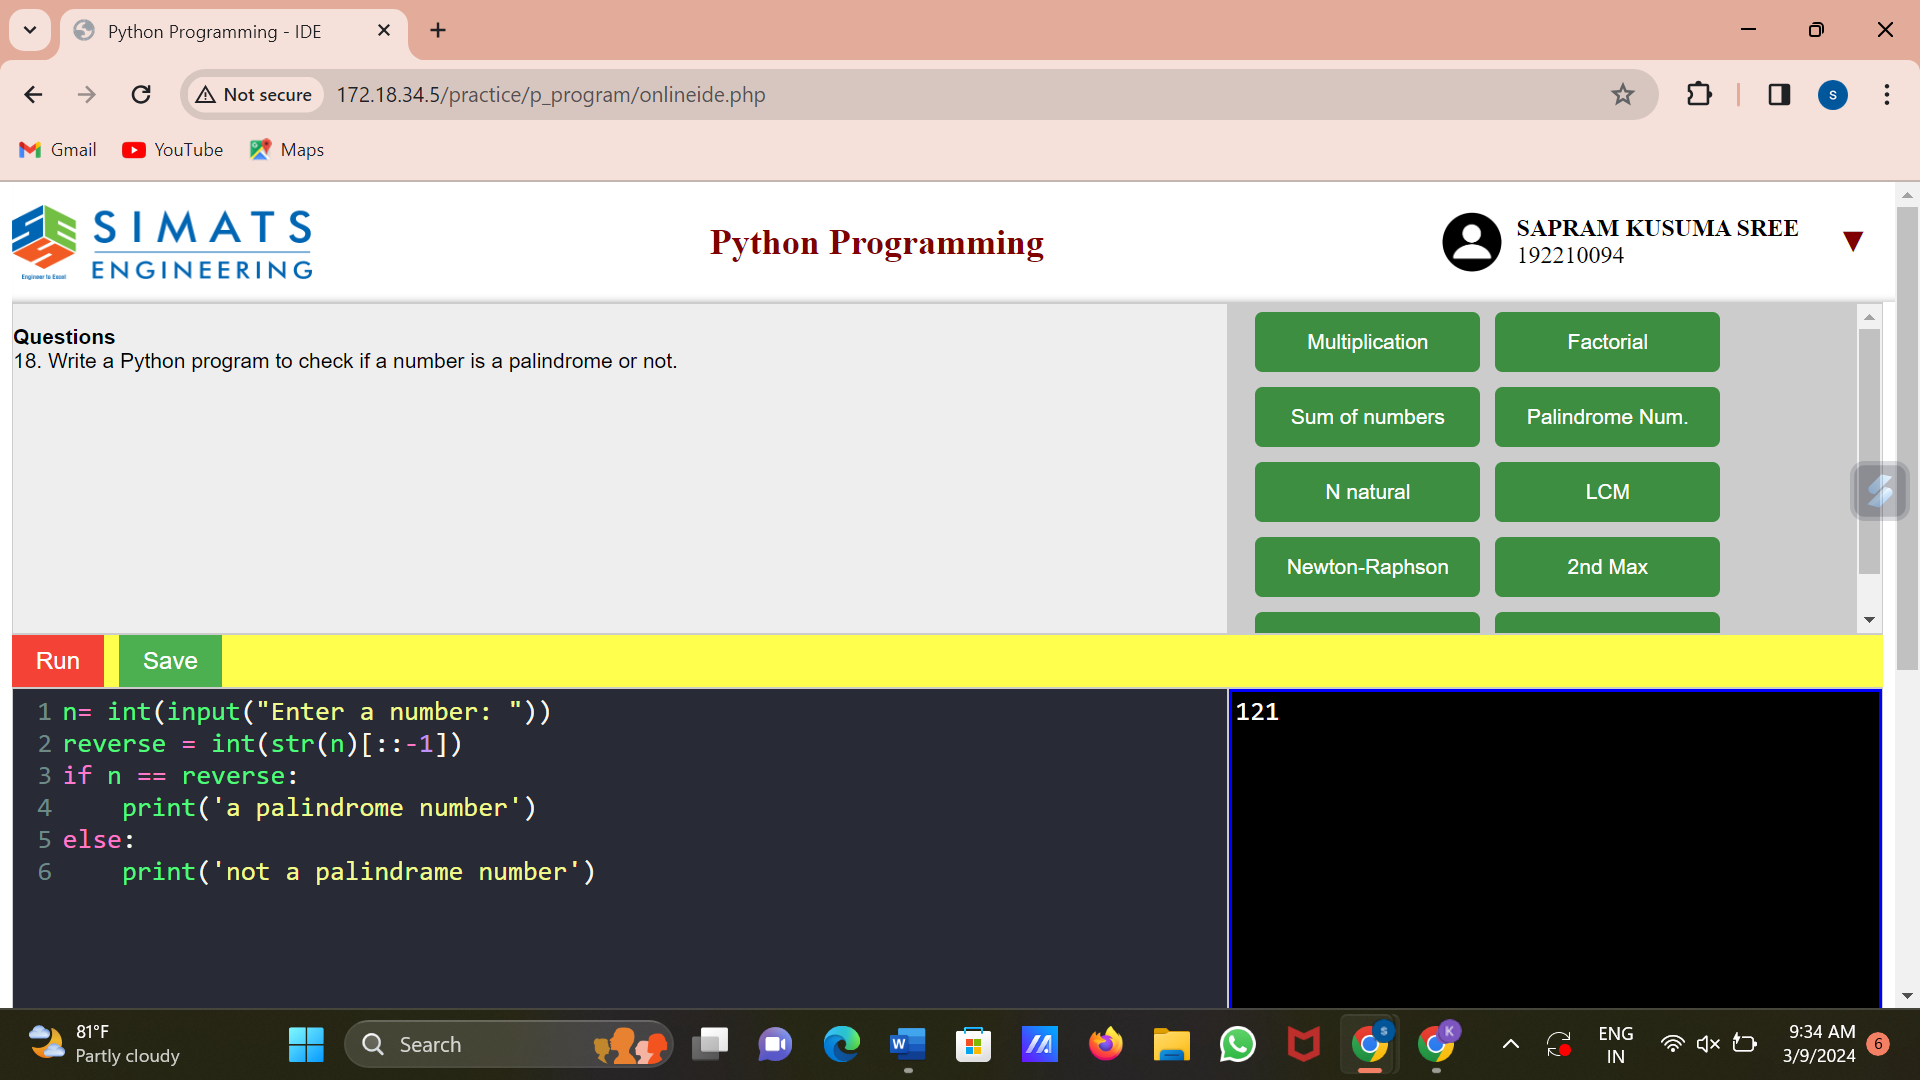 Python Programming - IDE
Not secure
172.18.34.5/practice/p_program/onlineide.php
S
Gmail
YouTube
Maps
SIMATS
ENGINEERING
Engineer to Excel
Python Programming
SAPRAM KUSUMA SREE
192210094
Questions
18. Write a Python program to check if a number is a palindrome or not.
Multiplication
Factorial
Sum of numbers
Palindrome Num.
N natural
LCM
Newton-Raphson
2nd Max
Run
Save
1 n= int(input("Enter a number: "))
2 reverse = int(str(n)[::-1])
3 if n == reverse:
4     print('a palindrome number')
5 else:
6     print('not a palindrame number')
121
81°F
Partly cloudy
Search
W
S
K
ENG
IN
9:34 AM
3/9/2024
6